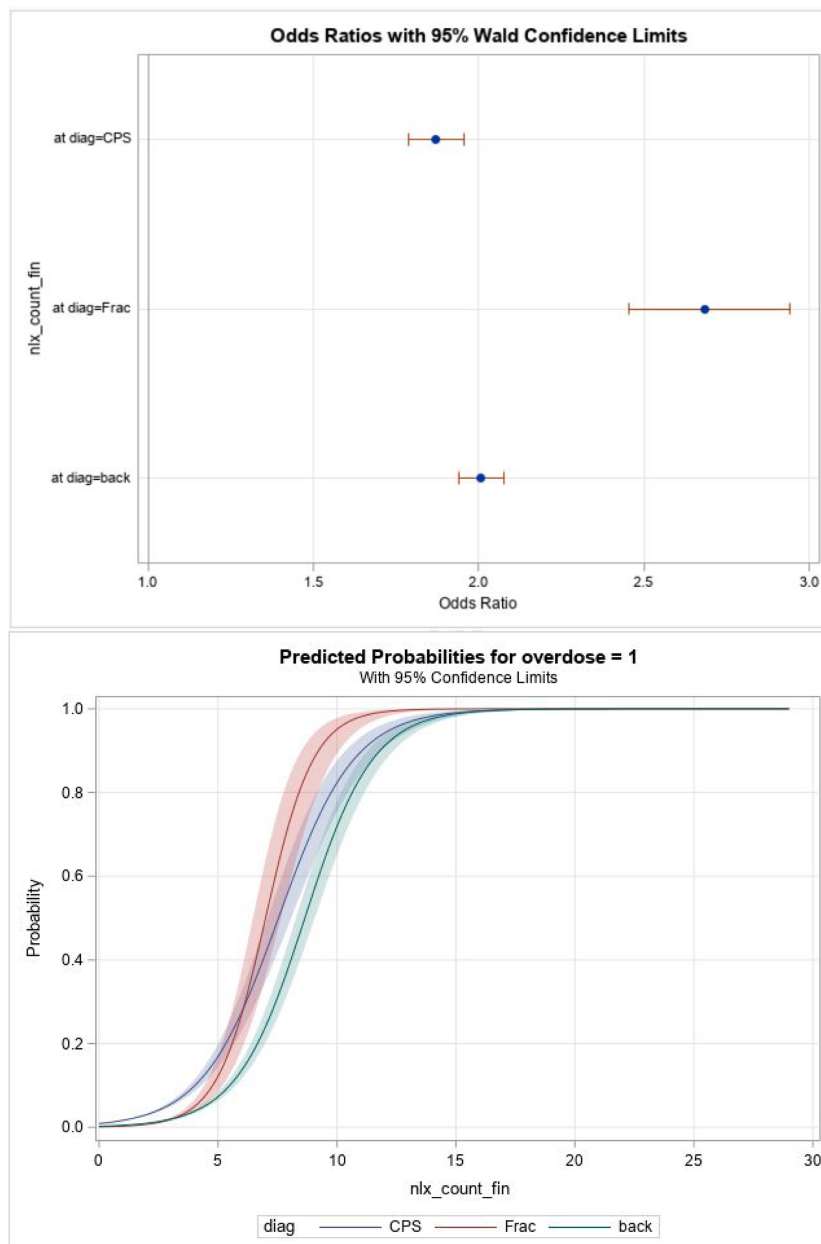 Odds Ratios with 95% Wald Confidence Limits
at diag=CPS
at diag=Frac
at diag=back
nlx_count_fin
1.0 1.5 2.0 2.5 3.0
Odds Ratio
Predicted Probabilities for overdose = 1
With 95% Confidence Limits
1.0
0.8
0.6
0.4
0.2
0.0
Probability
0 5 10 15 20 25 30
nlx_count_fin
diag CPS Frac back